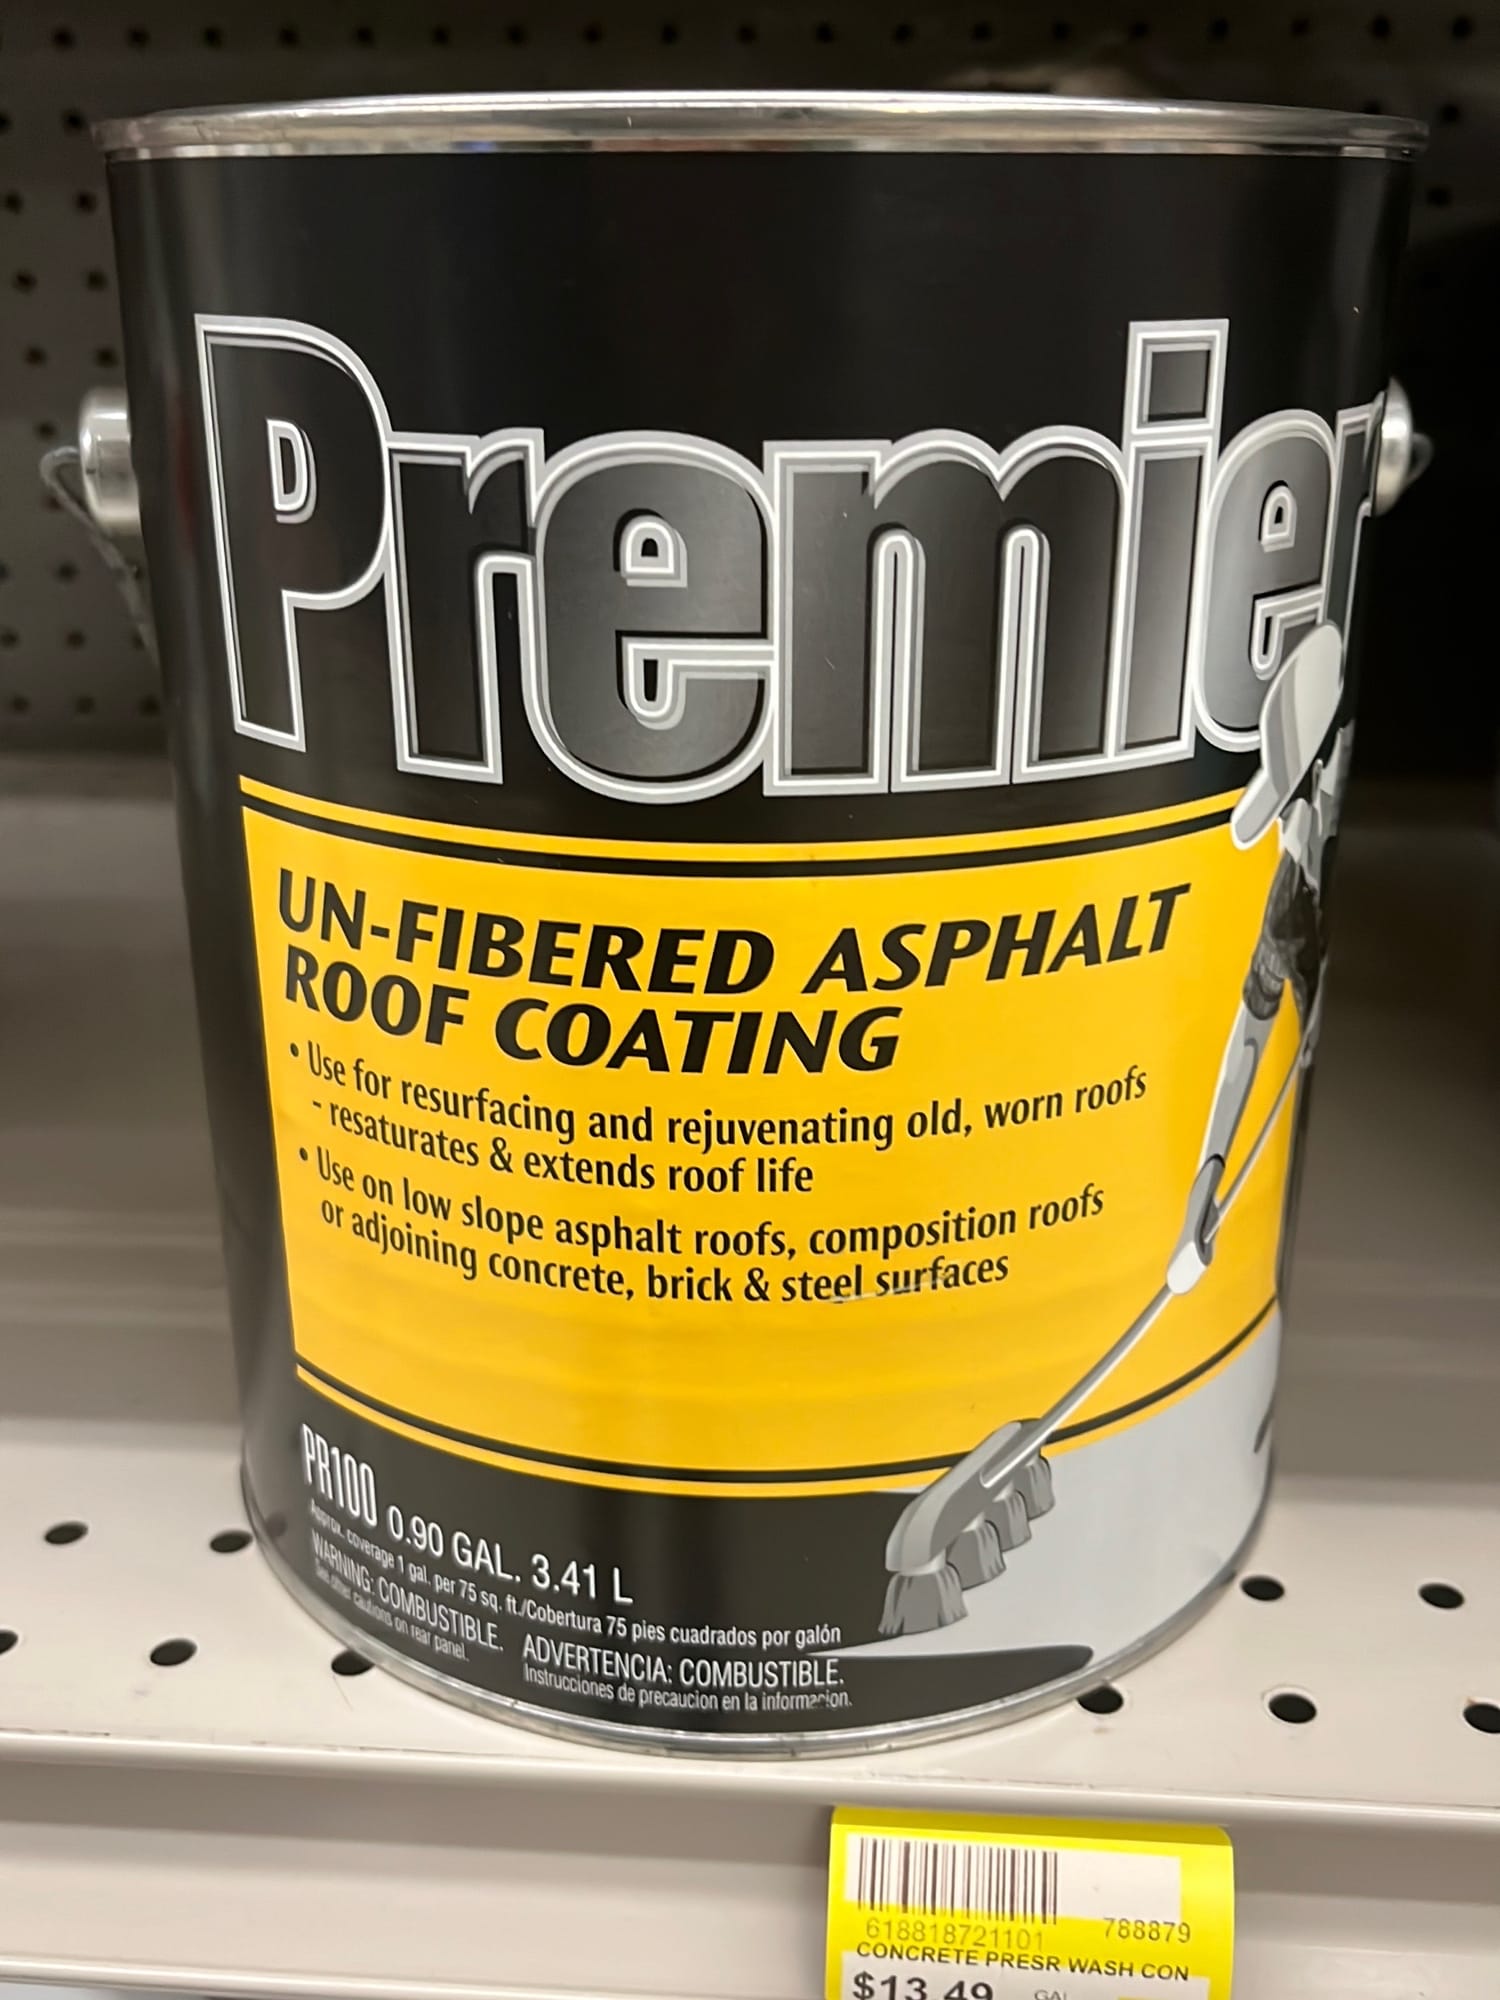 Premier
UN-FIBERED ASPHALT
ROOF COATING
• Use for resurfacing and rejuvenating old, worn roofs
- resaturates & extends roof life
• Use on low slope asphalt roofs, composition roofs
or adjoining concrete, brick & steel surfaces
PR100 0.90 GAL. 3.41 L
Approx. coverage 1 gal. per 75 sq. ft./Cobertura 75 pies cuadrados por galón
WARNING: COMBUSTIBLE.
See other cautions on rear panel.
ADVERTENCIA: COMBUSTIBLE.
Instrucciones de precaucion en la informacion.
618818721101 788879
CONCRETE PRESR WASH CON
$13.49 GAL